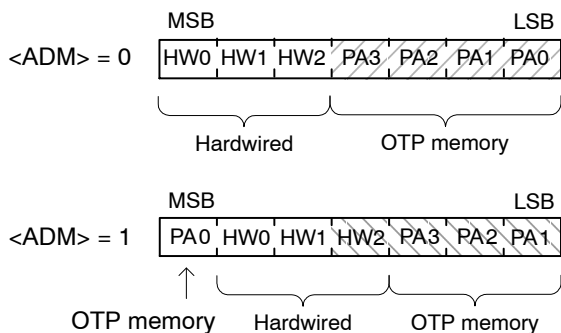 MSB LSB
<ADM> = 0 HW0 HW1 HW2 PA3 PA2 PA1 PA0
Hardwired OTP memory
MSB LSB
<ADM> = 1 PA0 HW0 HW1 HW2 PA3 PA2 PA1
OTP memory Hardwired OTP memory